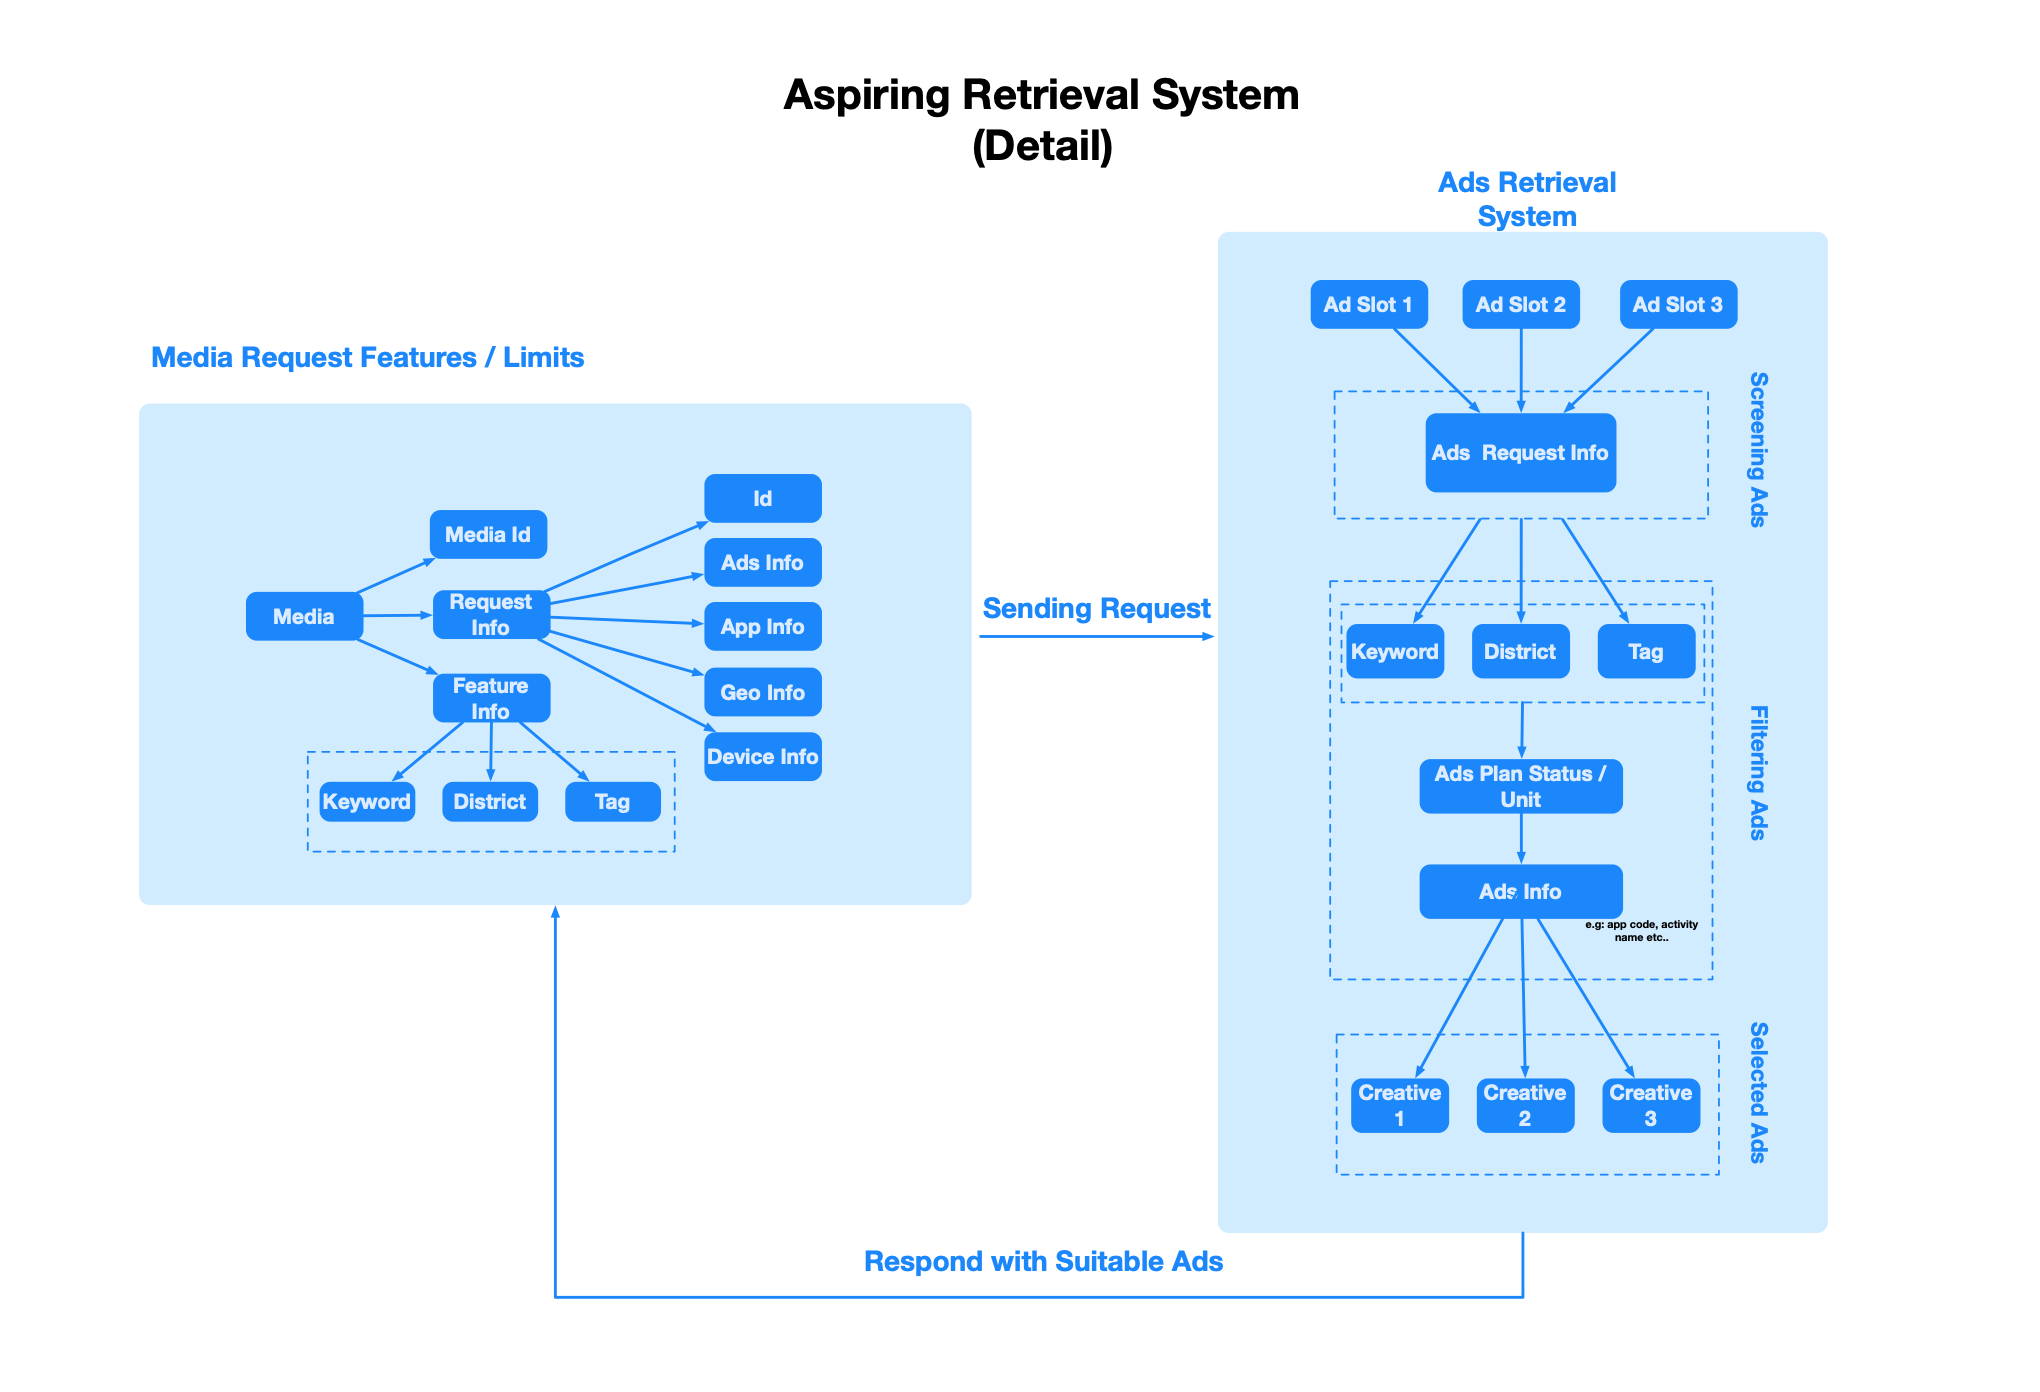 Aspiring Retrieval System
(Detail)
Media Request Features / Limits
Media
Media Id
Request
Info
Feature
Info
Id
Ads Info
App Info
Geo Info
Device Info
Keyword
District
Tag
Sending Request
Ads Retrieval
System
Ad Slot 1
Ad Slot 2
Ad Slot 3
Ads Request Info
Screening Ads
Keyword
District
Tag
Ads Plan Status /
Unit
Ads Info
e.g: app code, activity
name etc..
Filtering Ads
Creative
1
Creative
2
Creative
3
Selected Ads
Respond with Suitable Ads